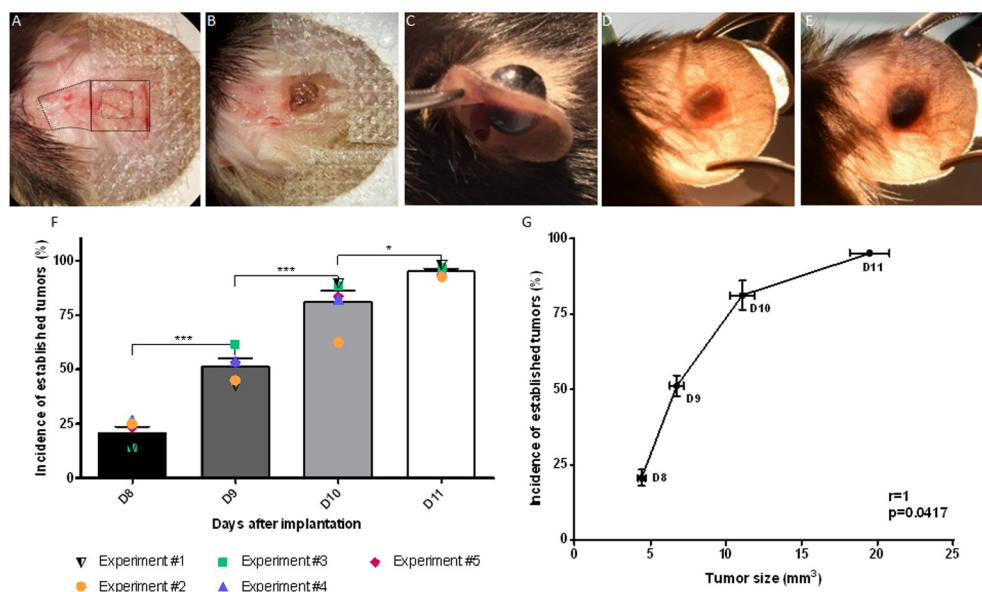 A
B
C
D
E
F
G
Incidence of established tumors (%)
100
75
50
25
0
***
***
*
D8
D9
D10
D11
Days after implantation
Experiment #1
Experiment #3
Experiment #5
Experiment #2
Experiment #4
Incidence of established tumors (%)
100
75
50
25
0
D11
D10
D9
D8
r=1
p=0.0417
0
5
10
15
20
25
Tumor size (mm³)